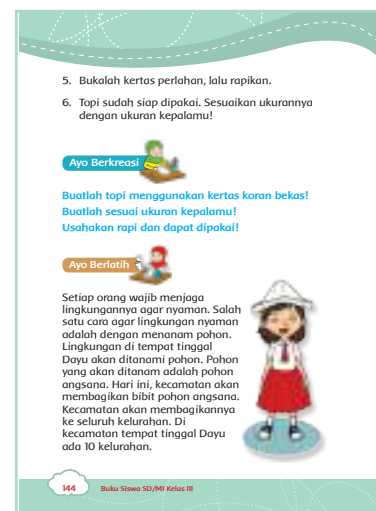 5. Bukalah kertas perlahan, lalu rapikan.
6. Topi sudah siap dipakai. Sesuaikan ukurannya
dengan ukuran kepalamu!
Ayo Berkreasi
Buatlah topi menggunakan kertas koran bekas!
Buatlah sesuai ukuran kepalamu!
Usahakan rapi dan dapat dipakai!
Ayo Berlatih
Setiap orang wajib menjaga
lingkungannya agar nyaman. Salah
satu cara agar lingkungan nyaman
adalah dengan menanam pohon.
Lingkungan di tempat tinggal
Dayu akan ditanami pohon. Pohon
yang akan ditanam adalah pohon
angsana. Hari ini, kecamatan akan
membagikan bibit pohon angsana.
Kecamatan akan membagikannya
ke seluruh kelurahan. Di
kecamatan tempat tinggal Dayu
ada 10 kelurahan.
144 Buku Siswa SD/MI Kelas III